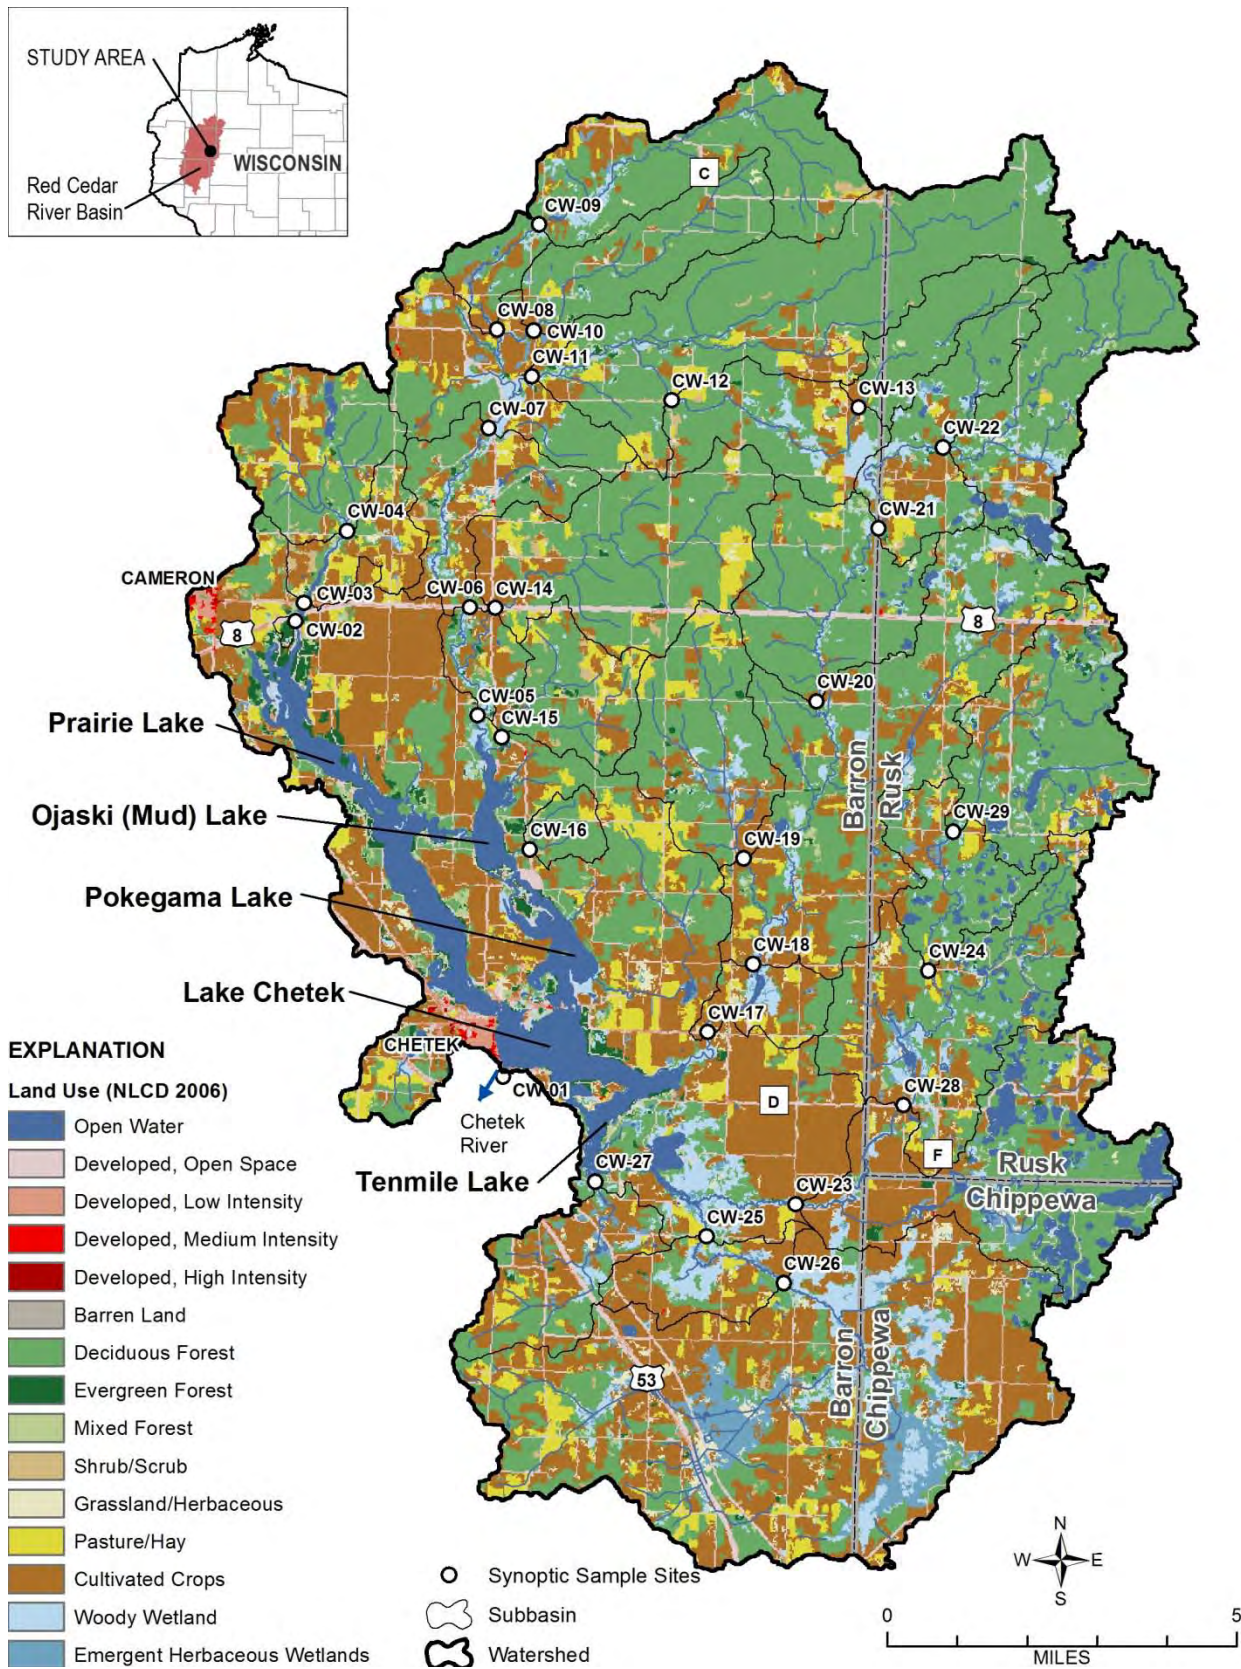 STUDY AREA
WISCONSIN
Red Cedar
River Basin
C
CW-09
CW-08
CW-10
CW-11
CW-12
CW-13
CW-07
CW-22
CW-04
CW-21
CAMERON
CW-03
CW-06
CW-14
8
CW-02
8
CW-20
CW-05
CW-15
Prairie Lake
Barron
Rusk
Ojaski (Mud) Lake
CW-16
CW-19
CW-29
Pokegama Lake
CW-18
CW-24
Lake Chetek
CW-17
CHETEK
CW-01
Chetek
River
D
CW-28
F
Tenmile Lake
CW-27
Rusk
Chippewa
CW-23
CW-25
CW-26
Barron
Chippewa
53
EXPLANATION
Land Use (NLCD 2006)
Open Water
Developed, Open Space
Developed, Low Intensity
Developed, Medium Intensity
Developed, High Intensity
Barren Land
Deciduous Forest
Evergreen Forest
Mixed Forest
Shrub/Scrub
Grassland/Herbaceous
Pasture/Hay
Cultivated Crops
Woody Wetland
Emergent Herbaceous Wetlands
Synoptic Sample Sites
Subbasin
Watershed
N
W E
S
0 5
MILES